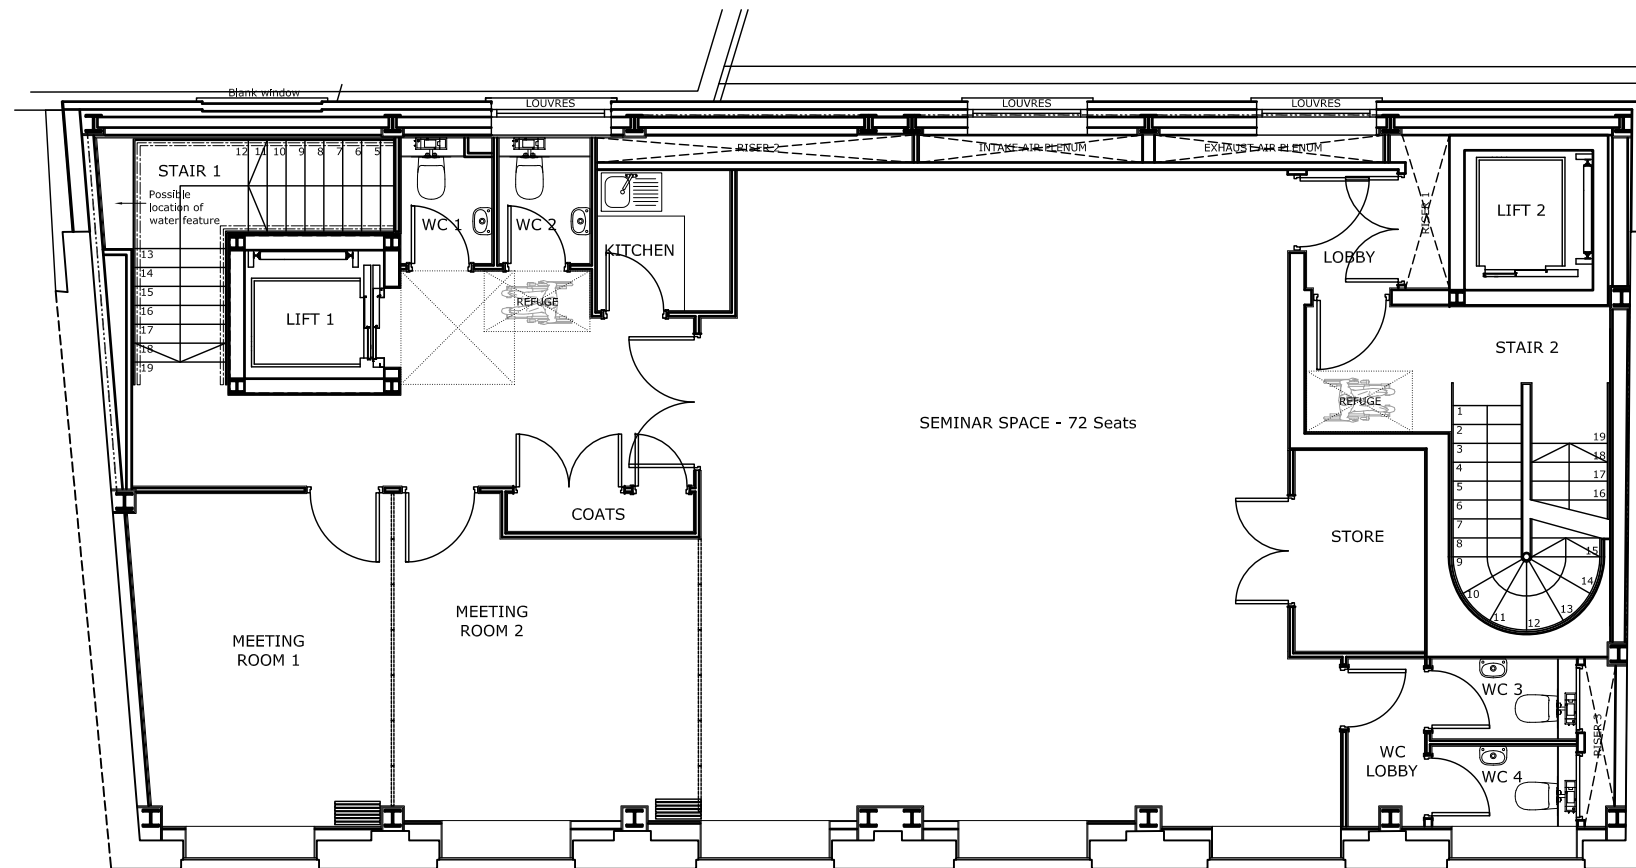 Blank window
LOUVRES
LOUVRES
LOUVRES
RISER 2
INTAKE AIR PLENUM
EXHAUST AIR PLENUM
12 11 10 9 8 7 6 5
STAIR 1
Possible
location of
water feature
WC 1
WC 2
KITCHEN
LOBBY
RISER 1
LIFT 2
13
14
15
16
17
18
19
LIFT 1
REFUGE
STAIR 2
REFUGE
SEMINAR SPACE - 72 Seats
1
2
3
4
5
6
7
8
9
10
11
12
13
14
15
16
17
18
19
COATS
STORE
MEETING
ROOM 1
MEETING
ROOM 2
WC 3
RISER 3
WC
LOBBY
WC 4